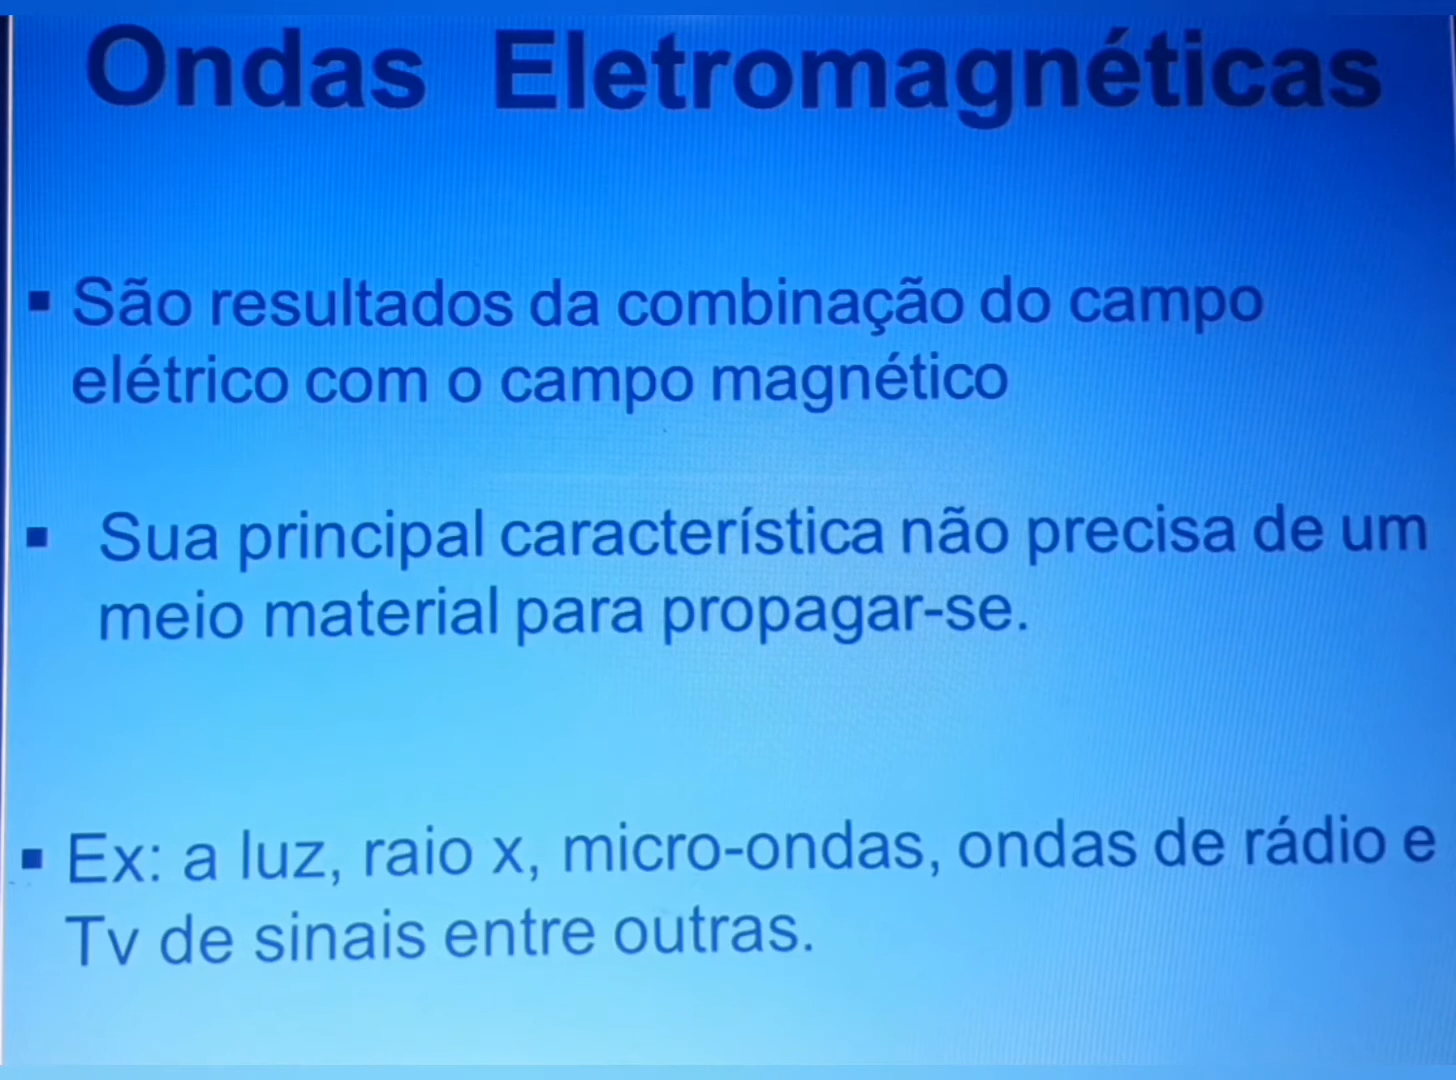 Ondas Eletromagnéticas
▪ São resultados da combinação do campo
elétrico com o campo magnético
▪ Sua principal característica não precisa de um
meio material para propagar-se.
▪ Ex: a luz, raio x, micro-ondas, ondas de rádio e
Tv de sinais entre outras.